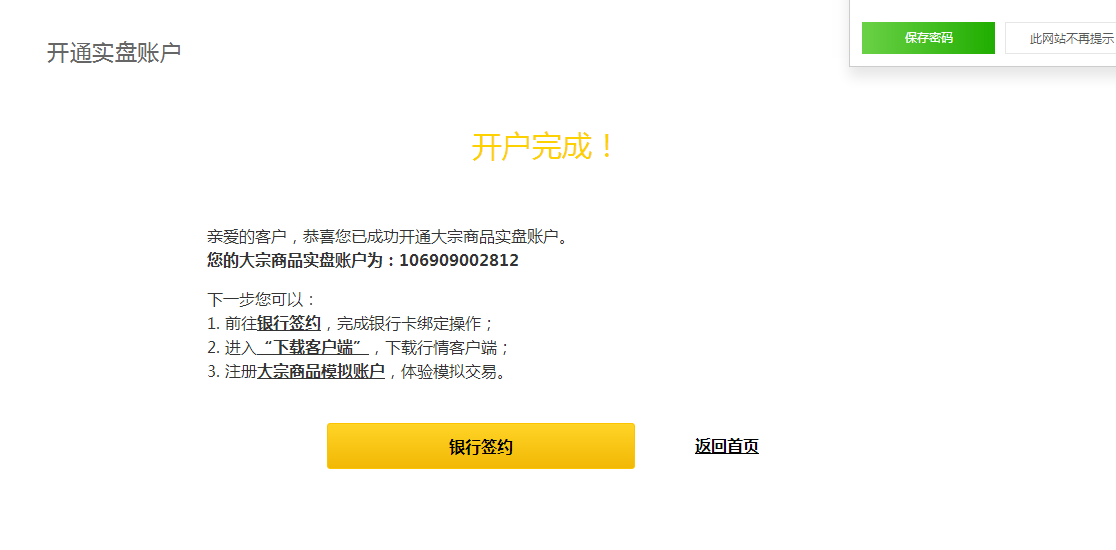 保存密码
此网站不再提示
开通实盘账户
开户完成！
亲爱的客户，恭喜您已成功开通大宗商品实盘账户。
您的大宗商品实盘账户为：106909002812
下一步您可以：
1. 前往银行签约，完成银行卡绑定操作；
2. 进入“下载客户端”，下载行情客户端；
3. 注册大宗商品模拟账户，体验模拟交易。
银行签约
返回首页